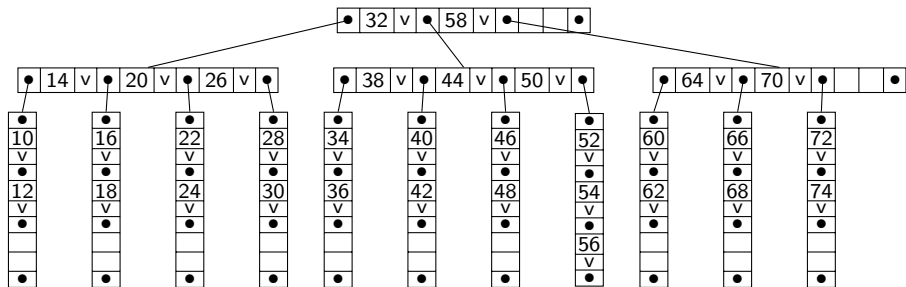 32 v 58 v
14 v 20 v 26 v
38 v 44 v 50 v
64 v 70 v
10 v 12 v
16 v 18 v
22 v 24 v
28 v 30 v
34 v 36 v
40 v 42 v
46 v 48 v
52 v 54 v 56 v
60 v 62 v
66 v 68 v
72 v 74 v